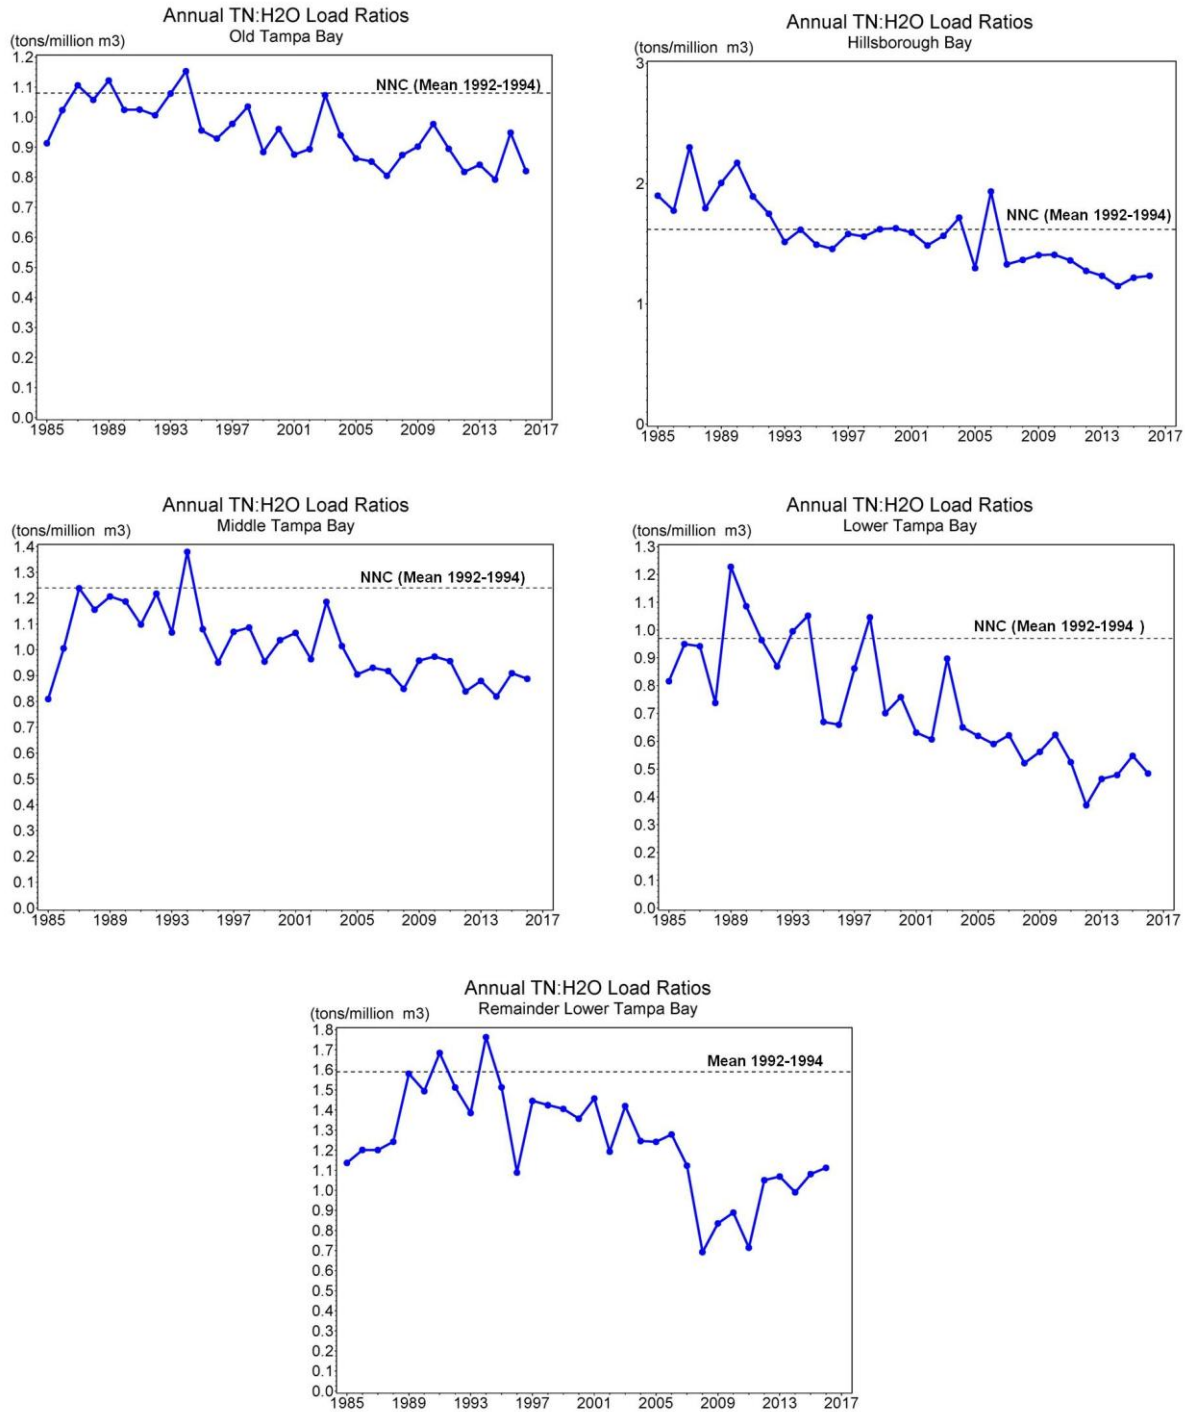 Annual TN:H2O Load Ratios
Old Tampa Bay
(tons/million m3)
1.2
1.1
1.0
0.9
0.8
0.7
0.6
0.5
0.4
0.3
0.2
0.1
0.0
NNC (Mean 1992-1994)
1985 1989 1993 1997 2001 2005 2009 2013 2017
Annual TN:H2O Load Ratios
Hillsborough Bay
(tons/million m3)
3
2
1
0
NNC (Mean 1992-1994)
1985 1989 1993 1997 2001 2005 2009 2013 2017
Annual TN:H2O Load Ratios
Middle Tampa Bay
(tons/million m3)
1.4
1.3
1.2
1.1
1.0
0.9
0.8
0.7
0.6
0.5
0.4
0.3
0.2
0.1
0.0
NNC (Mean 1992-1994)
1985 1989 1993 1997 2001 2005 2009 2013 2017
Annual TN:H2O Load Ratios
Lower Tampa Bay
(tons/million m3)
1.3
1.2
1.1
1.0
0.9
0.8
0.7
0.6
0.5
0.4
0.3
0.2
0.1
0.0
NNC (Mean 1992-1994 )
1985 1989 1993 1997 2001 2005 2009 2013 2017
Annual TN:H2O Load Ratios
Remainder Lower Tampa Bay
(tons/million m3)
1.8
1.7
1.6
1.5
1.4
1.3
1.2
1.1
1.0
0.9
0.8
0.7
0.6
0.5
0.4
0.3
0.2
0.1
0.0
Mean 1992-1994
1985 1989 1993 1997 2001 2005 2009 2013 2017